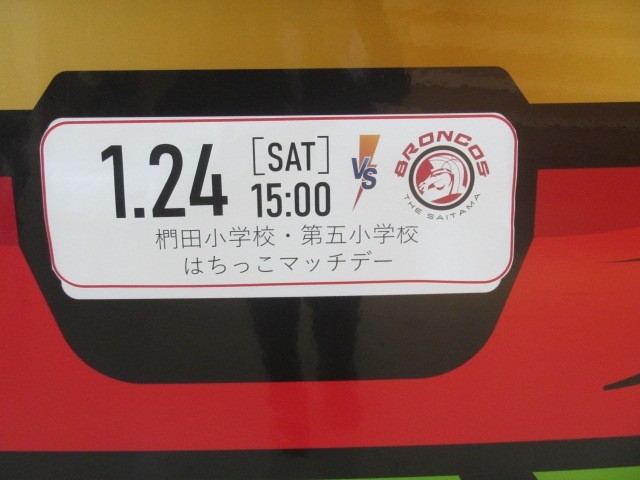 1.24
[SAT]
15:00
VS
BRONCOS
THE SAITAMA
椚田小学校・第五小学校
はちっこマッチデー